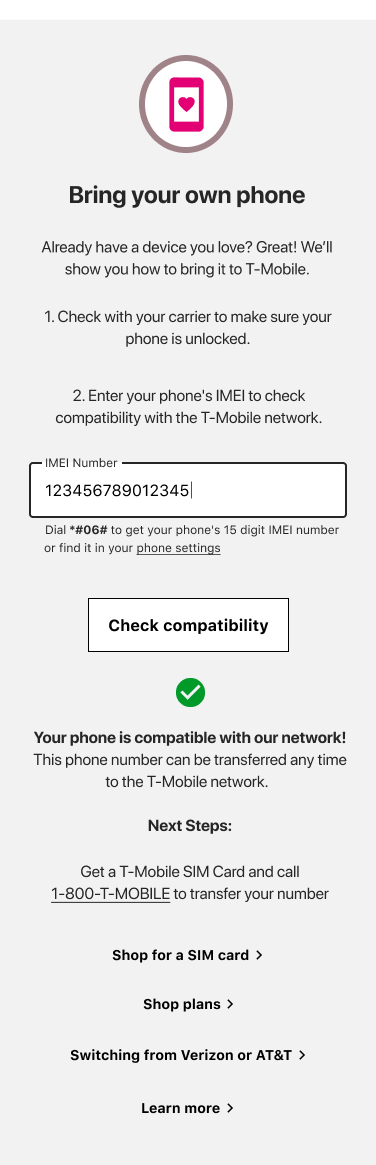 Bring your own phone
Already have a device you love? Great! We’ll
show you how to bring it to T-Mobile.
1. Check with your carrier to make sure your
phone is unlocked.
2. Enter your phone's IMEI to check
compatibility with the T-Mobile network.
IMEI Number
123456789012345
Dial *#06# to get your phone's 15 digit IMEI number
or find it in your phone settings
Check compatibility
Your phone is compatible with our network!
This phone number can be transferred any time
to the T-Mobile network.
Next Steps:
Get a T-Mobile SIM Card and call
1-800-T-MOBILE to transfer your number
Shop for a SIM card >
Shop plans >
Switching from Verizon or AT&T >
Learn more >